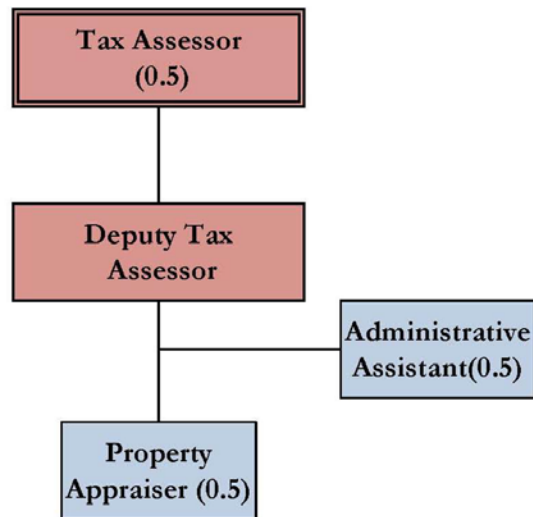 Tax Assessor
(0.5)
Deputy Tax
Assessor
Administrative
Assistant(0.5)
Property
Appraiser (0.5)